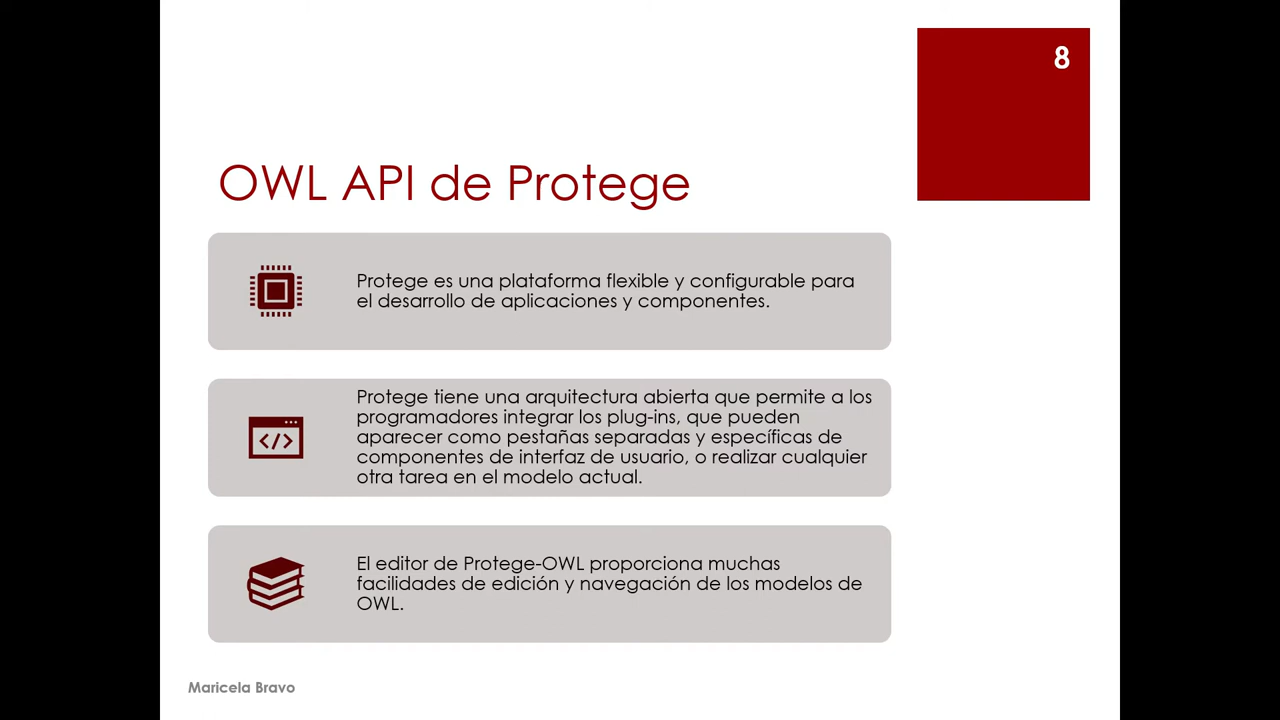 8
OWL API de Protege
Protege es una plataforma flexible y configurable para
el desarrollo de aplicaciones y componentes.
Protege tiene una arquitectura abierta que permite a los
programadores integrar los plug-ins, que pueden
aparecer como pestañas separadas y específicas de
componentes de interfaz de usuario, o realizar cualquier
otra tarea en el modelo actual.
El editor de Protege-OWL proporciona muchas
facilidades de edición y navegación de los modelos de
OWL.
Maricela Bravo